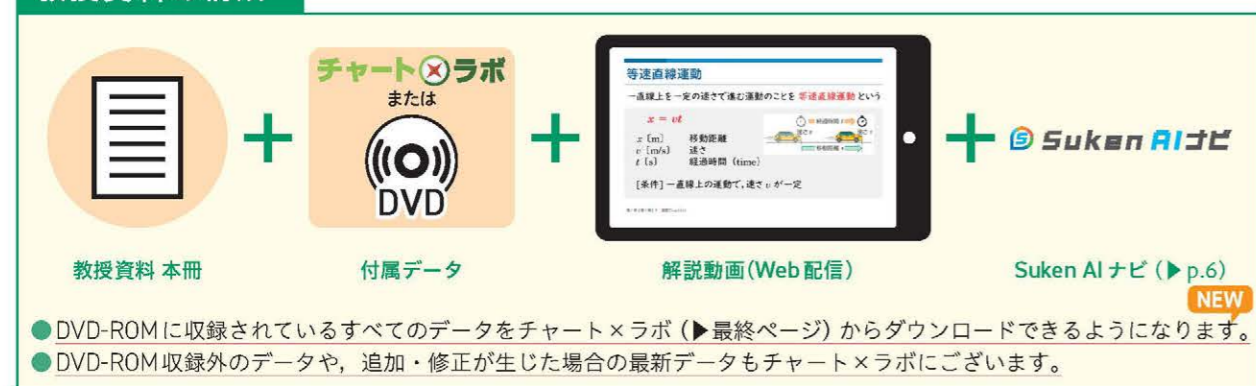 チャート×ラボ
または
DVD
等速直線運動
一直線上を一定の速さで進む運動のことを 等速直線運動 という
x = vt
x〔m〕 移動距離
v〔m/s〕 速さ
t〔s〕 経過時間（time）
[条件] 一直線上の運動で，速さ v が一定
Suken AIナビ
教授資料 本冊
付属データ
解説動画(Web配信)
Suken AI ナビ (▶p.6)
NEW
●DVD-ROMに収録されているすべてのデータをチャート×ラボ (▶最終ページ) からダウンロードできるようになります。
●DVD-ROM収録外のデータや，追加・修正が生じた場合の最新データもチャート×ラボにございます。